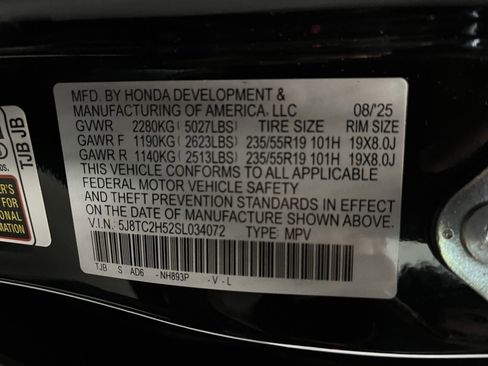 MFD. BY HONDA DEVELOPMENT &
MANUFACTURING OF AMERICA, LLC 08/'25
GVWR 2280KG(5027LBS) TIRE SIZE RIM SIZE
GAWR F 1190KG(2623LBS) 235/55R19 101H 19X8.0J
GAWR R 1140KG(2513LBS) 235/55R19 101H 19X8.0J
THIS VEHICLE CONFORMS TO ALL APPLICABLE
FEDERAL MOTOR VEHICLE SAFETY
AND THEFT PREVENTION STANDARDS IN EFFECT
ON THE DATE OF MANUFACTURE SHOWN ABOVE.
V.I.N. 5J8TC2H52SL034072 TYPE: MPV
TJB S AD6 -NH893P -V-L
TJB JB
FOR
ONAL
RMATION